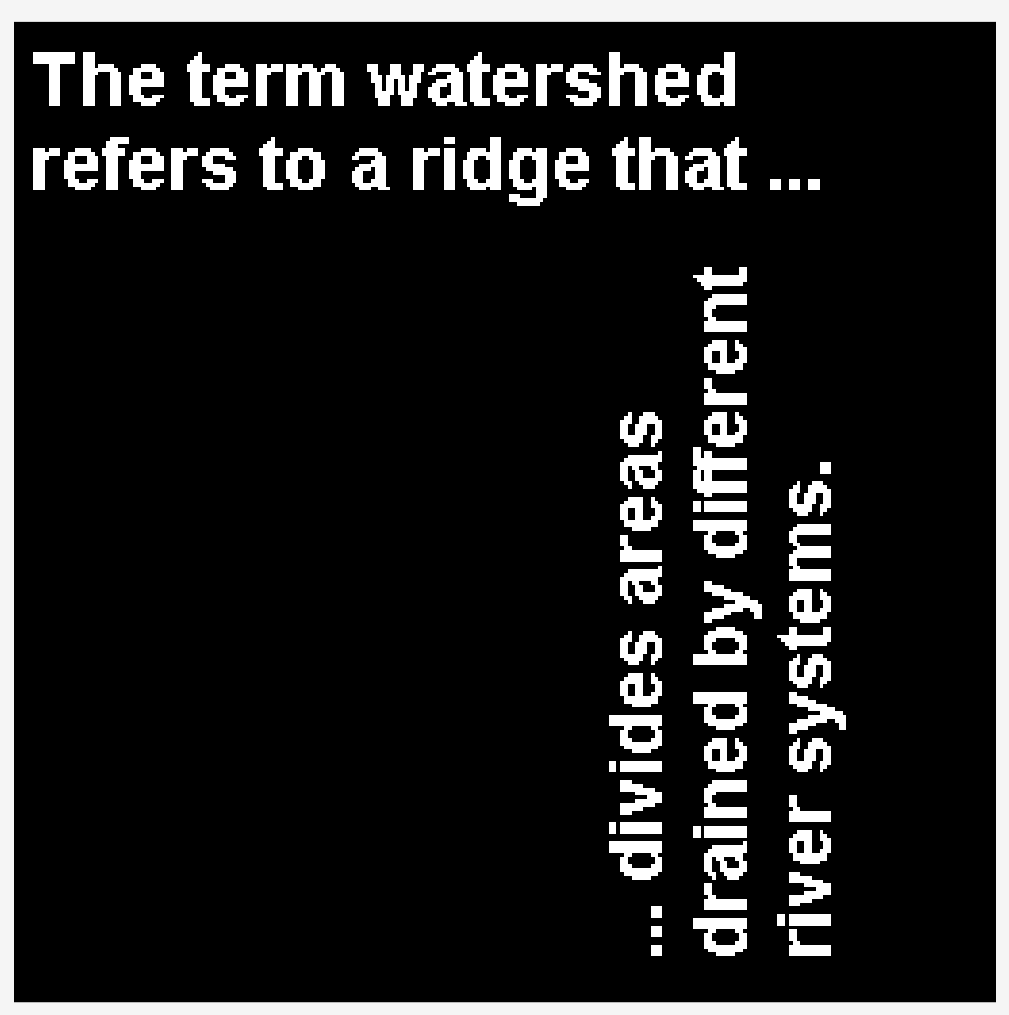 The term watershed
refers to a ridge that ...
... divides areas
drained by different
river systems.